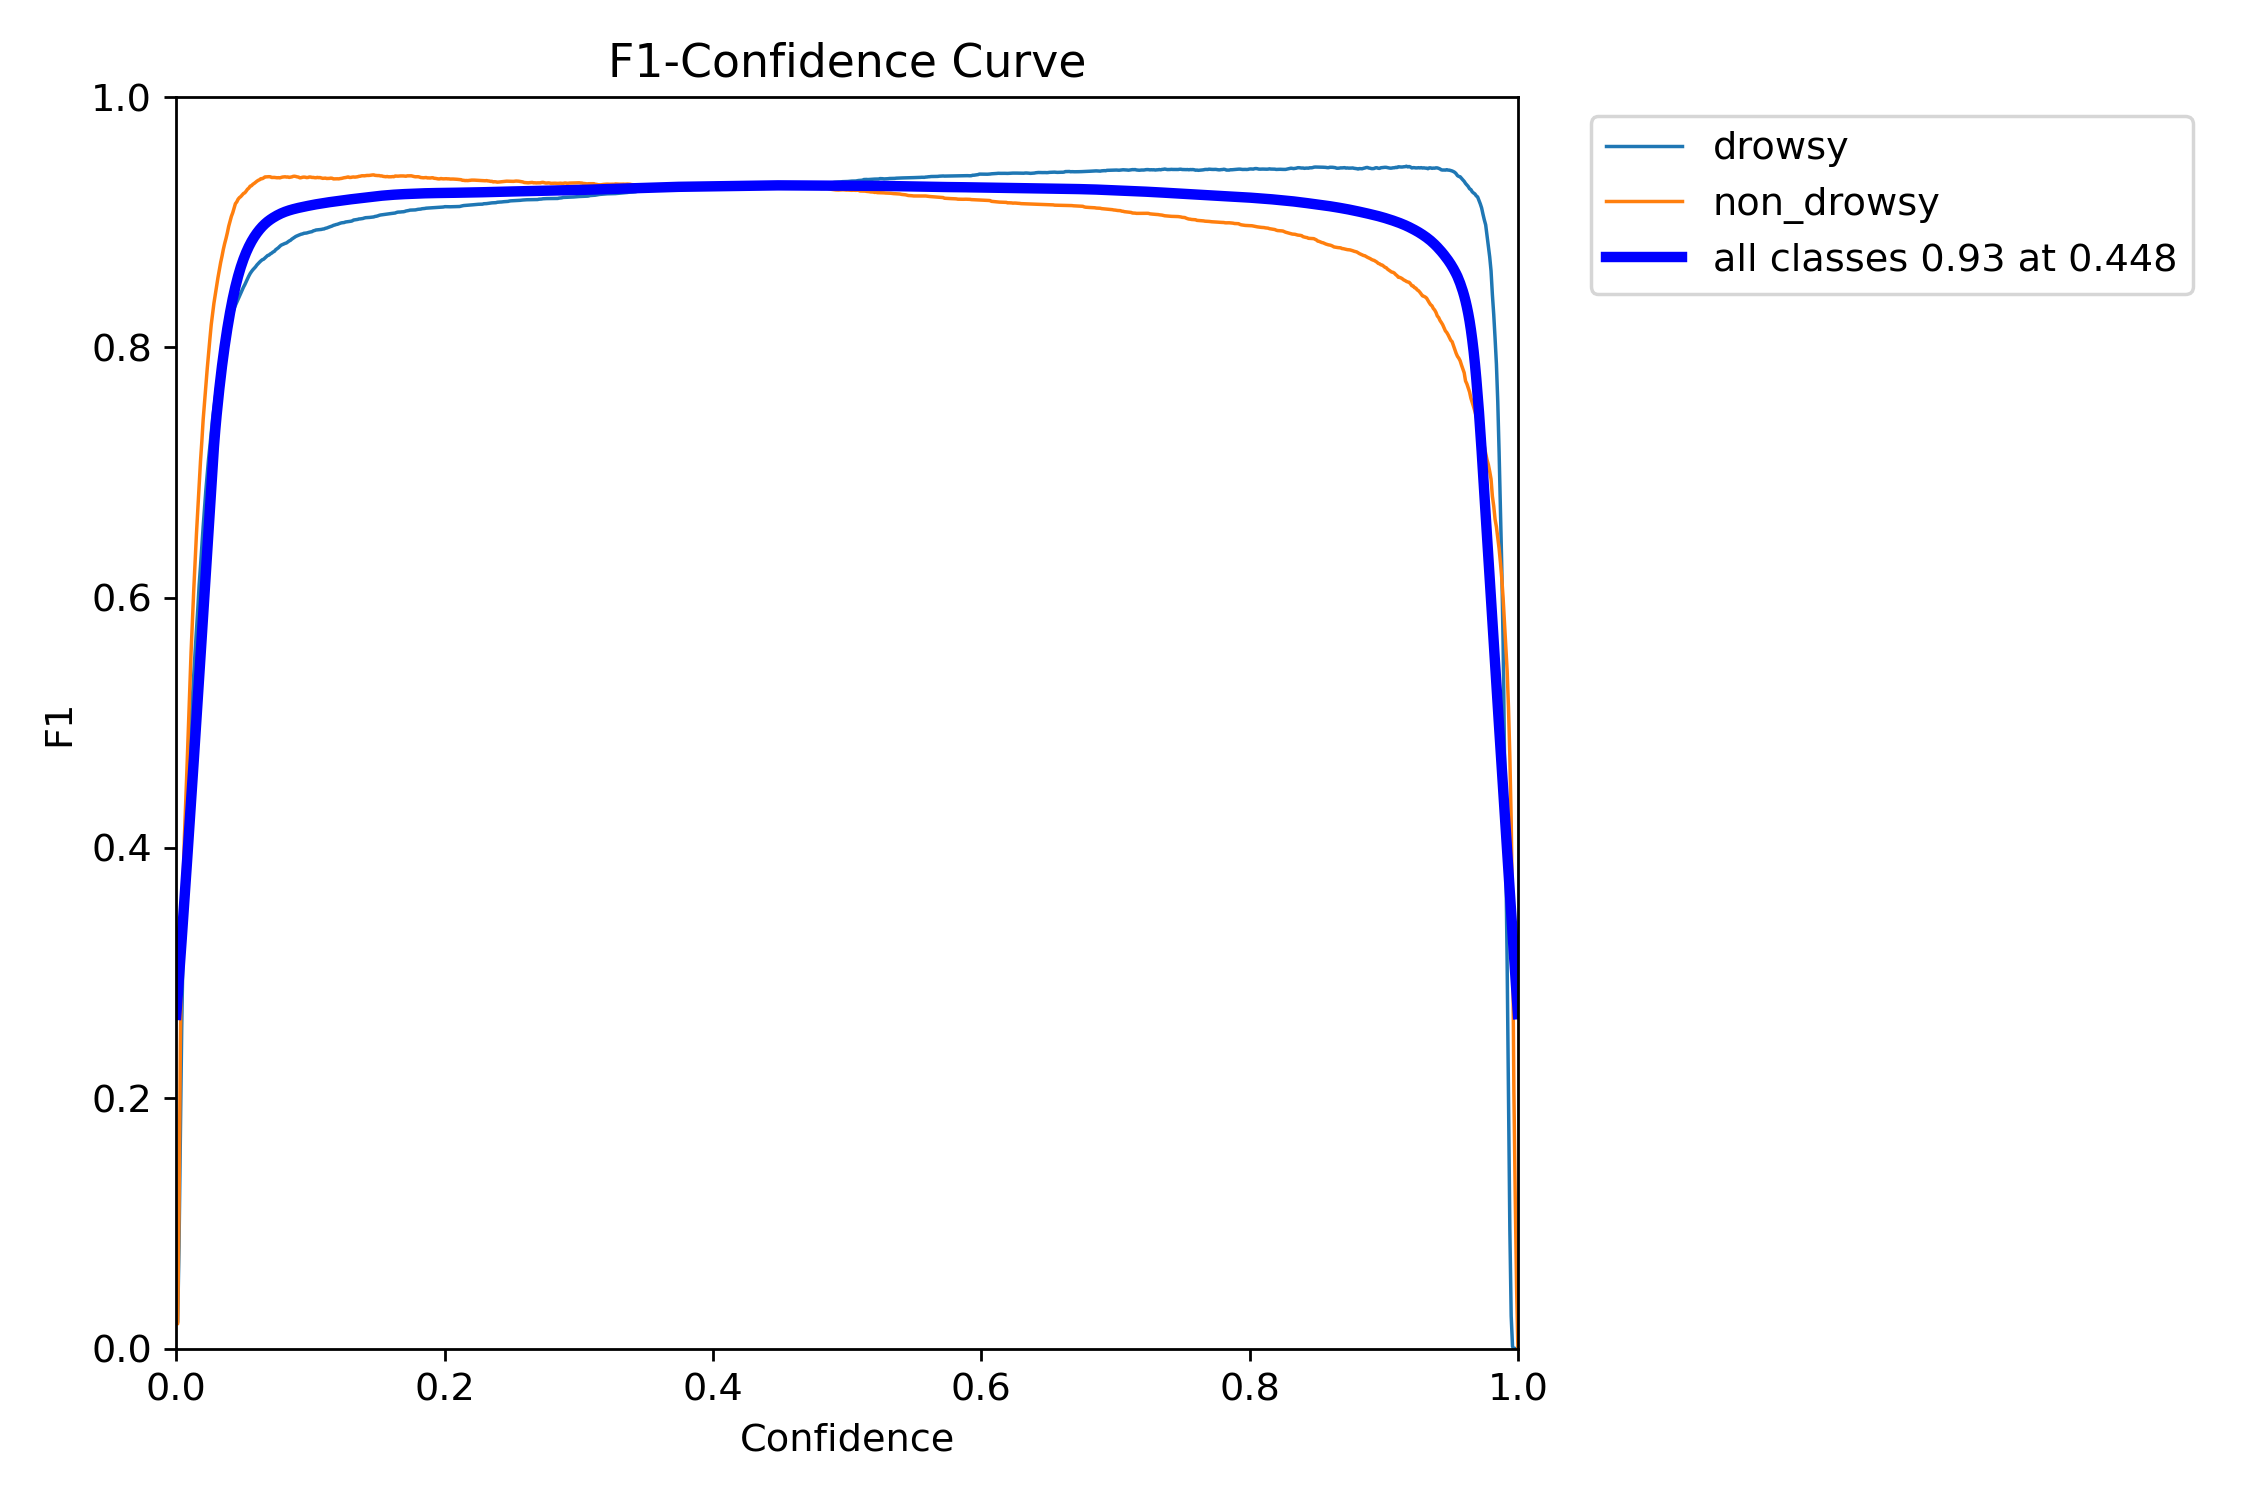 F1-Confidence Curve
drowsy
non_drowsy
all classes 0.93 at 0.448
F1
1.0
0.8
0.6
0.4
0.2
0.0
0.0 0.2 0.4 0.6 0.8 1.0
Confidence